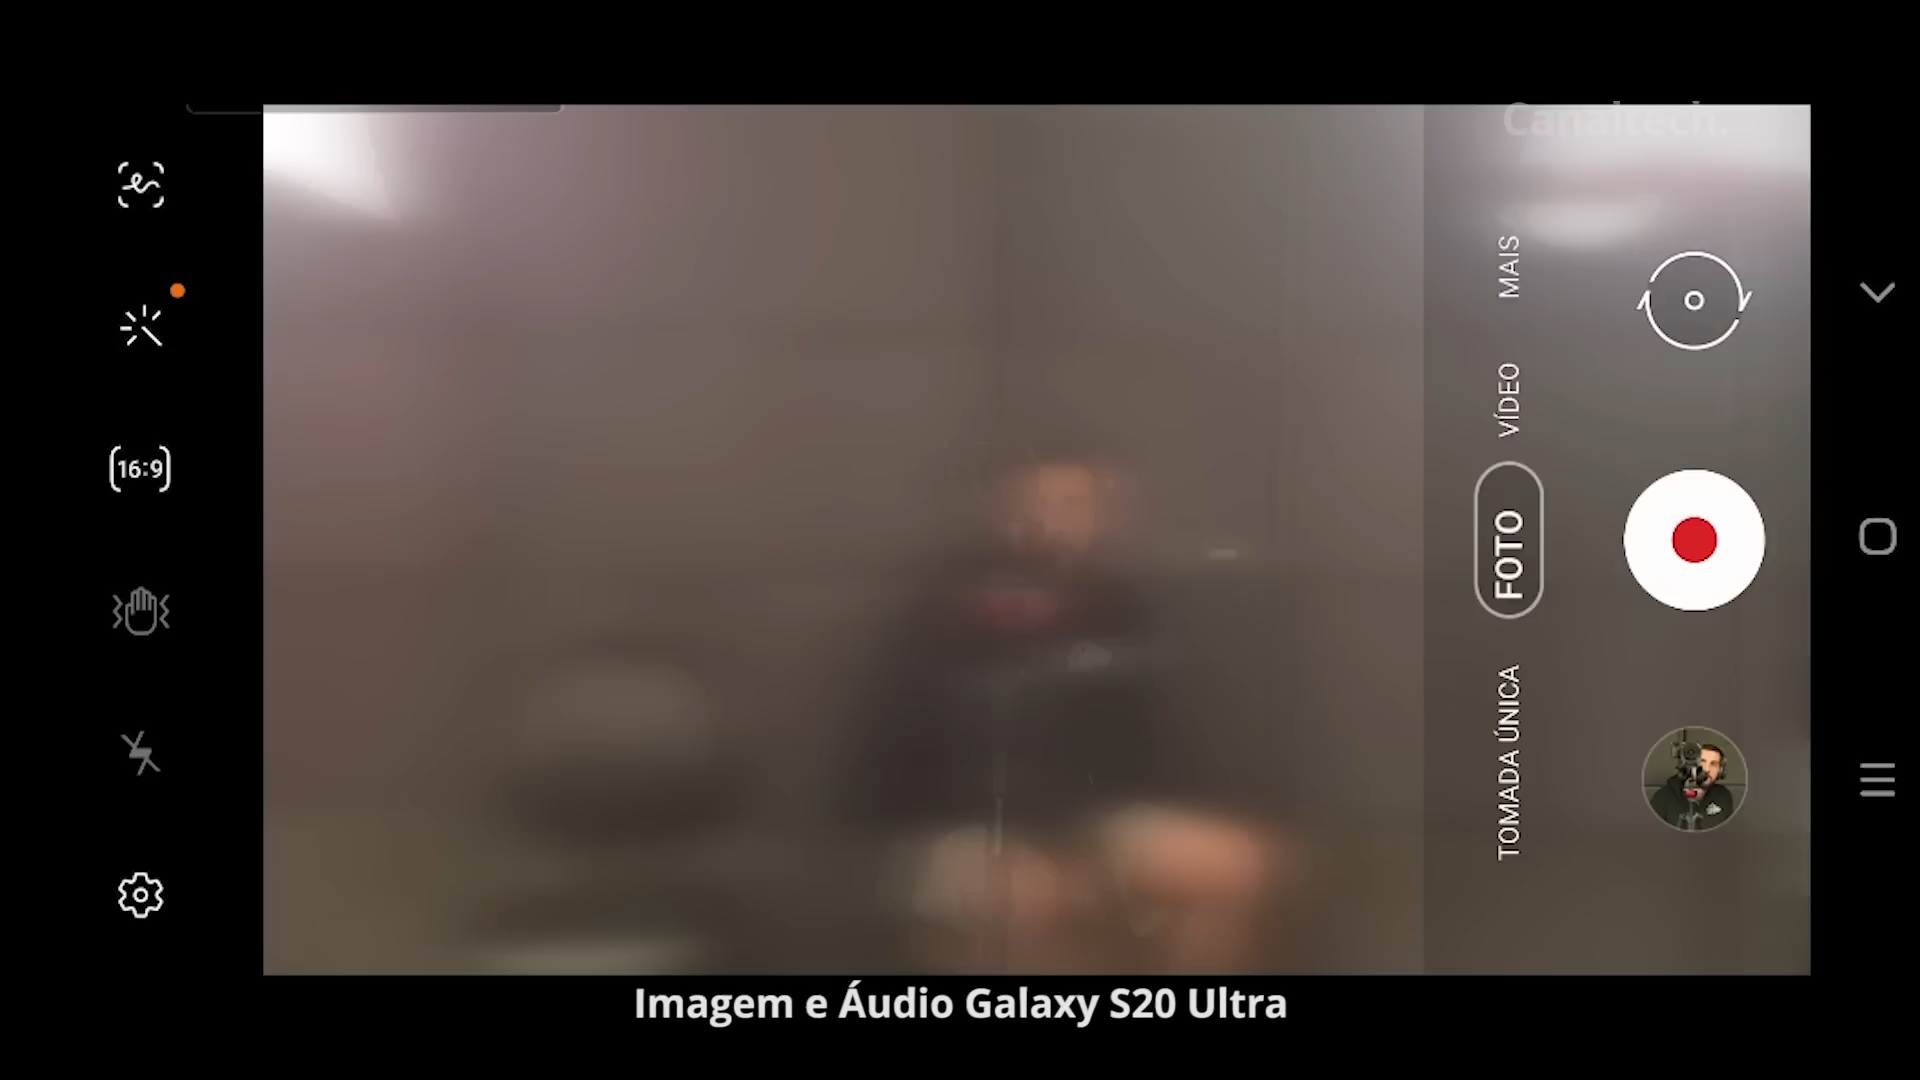 Canaltech.
16:9
MAIS
VÍDEO
FOTO
TOMADA ÚNICA
Imagem e Áudio Galaxy S20 Ultra